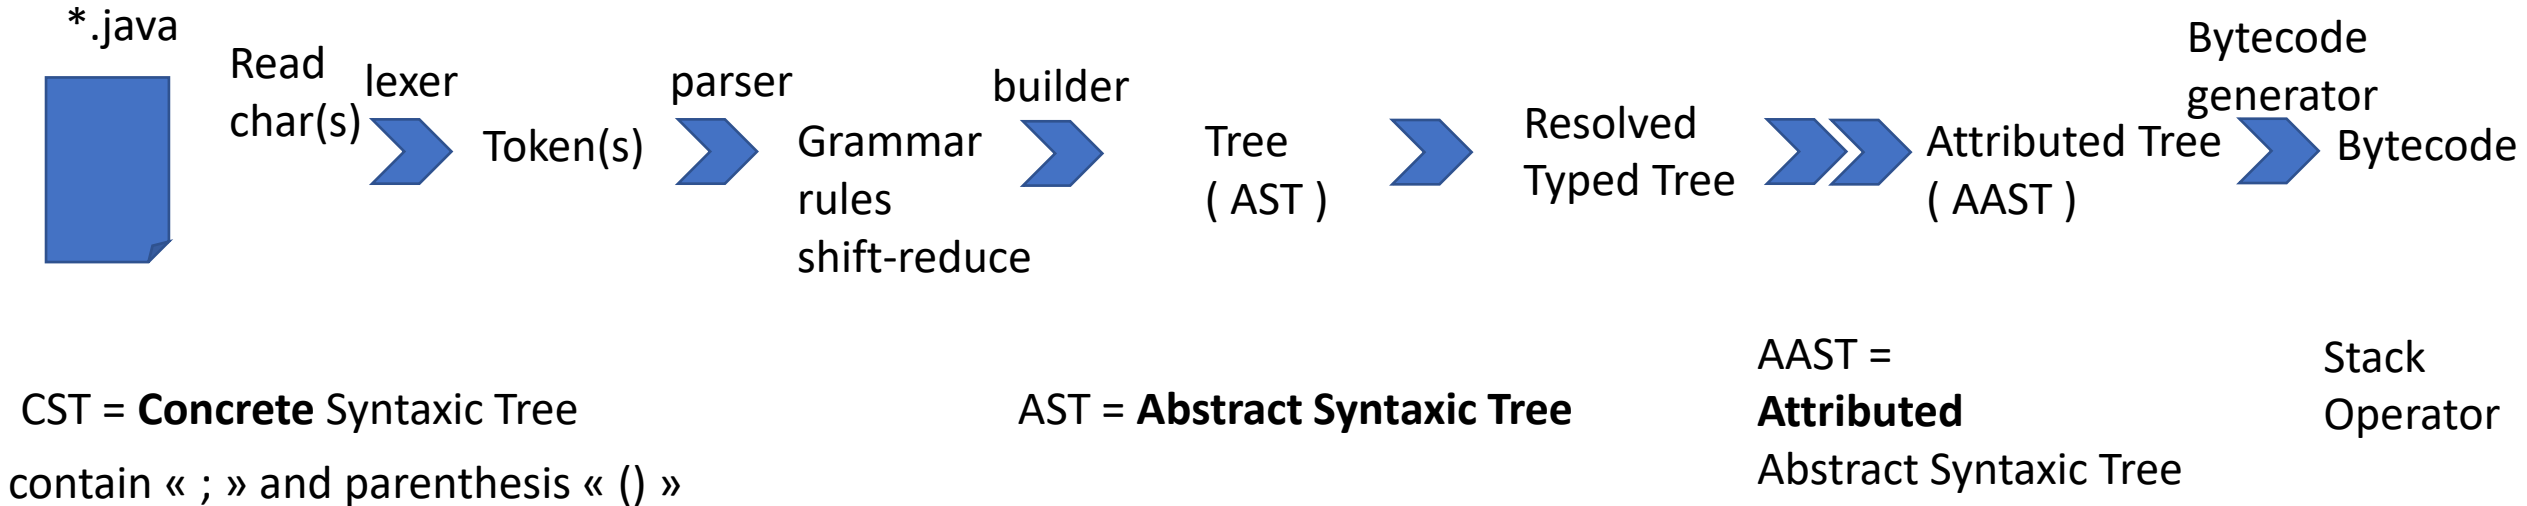 *.java
Read
char(s)
lexer
Token(s)
parser
Grammar
rules
shift-reduce
builder
Tree
( AST )
Resolved
Typed Tree
Attributed Tree
( AAST )
Bytecode
generator
Bytecode
CST = Concrete Syntaxic Tree
contain « ; » and parenthesis « () »
AST = Abstract Syntaxic Tree
AAST =
Attributed
Abstract Syntaxic Tree
Stack
Operator